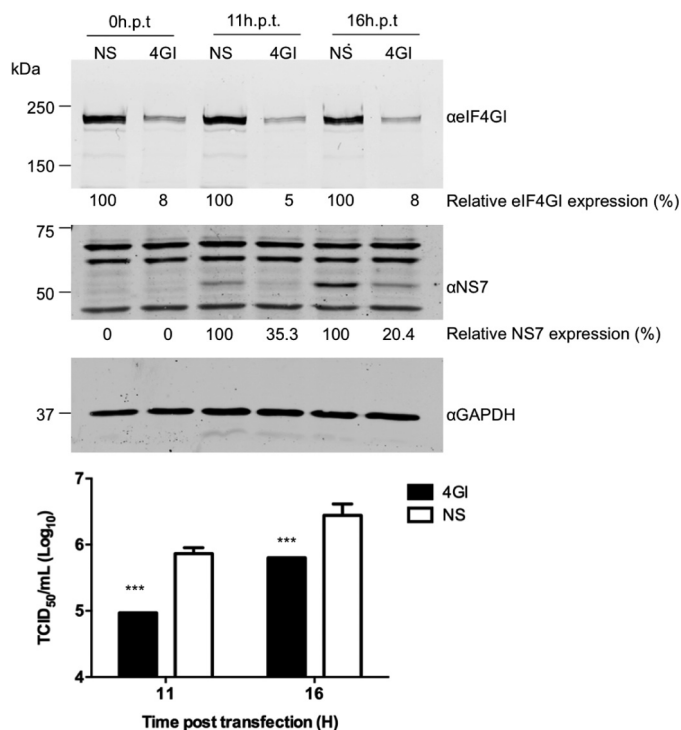 0h.p.t 11h.p.t. 16h.p.t
NS 4GI NS 4GI NS 4GI
kDa
250
αeIF4GI
150
100 8 100 5 100 8 Relative eIF4GI expression (%)
75
αNS7
50
0 0 100 35.3 100 20.4 Relative NS7 expression (%)
37 αGAPDH
7
4GI
NS
6
***
***
5
4
TCID50/mL (Log10)
11 16
Time post transfection (H)